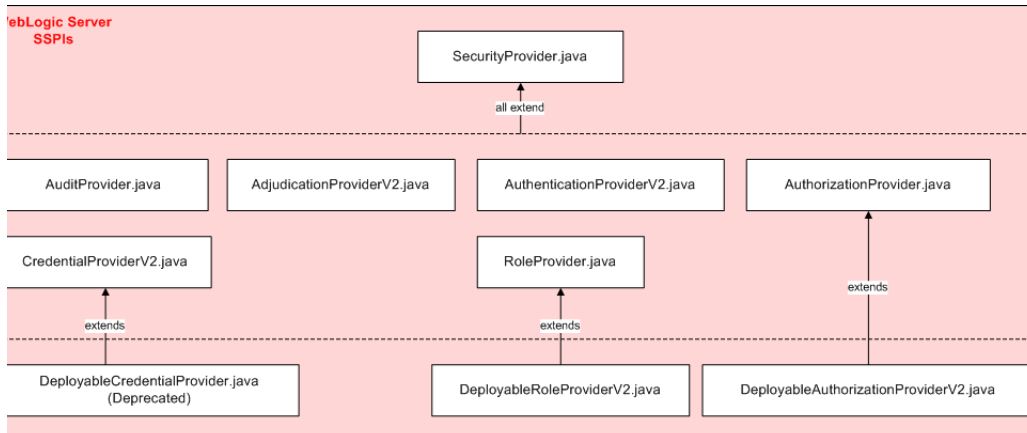 ebLogic Server
SSPIs
SecurityProvider.java
all extend
AuditProvider.java
AdjudicationProviderV2.java
AuthenticationProviderV2.java
AuthorizationProvider.java
CredentialProviderV2.java
RoleProvider.java
extends
extends
extends
DeployableCredentialProvider.java
(Deprecated)
DeployableRoleProviderV2.java
DeployableAuthorizationProviderV2.java